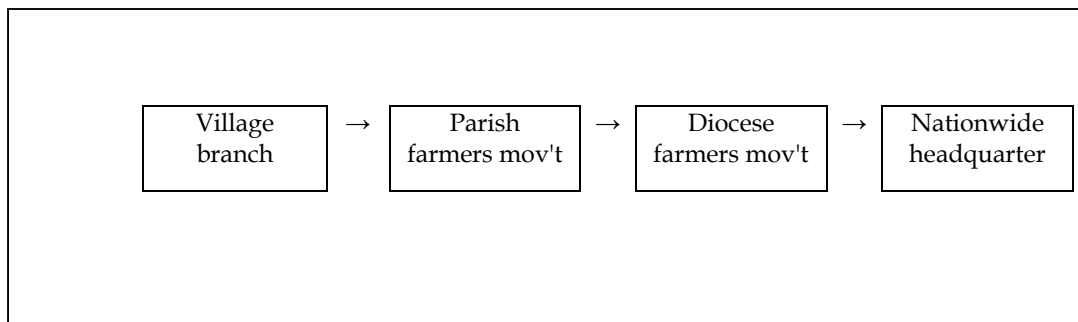 Village
branch
→
Parish
farmers mov't
→
Diocese
farmers mov't
→
Nationwide
headquarter